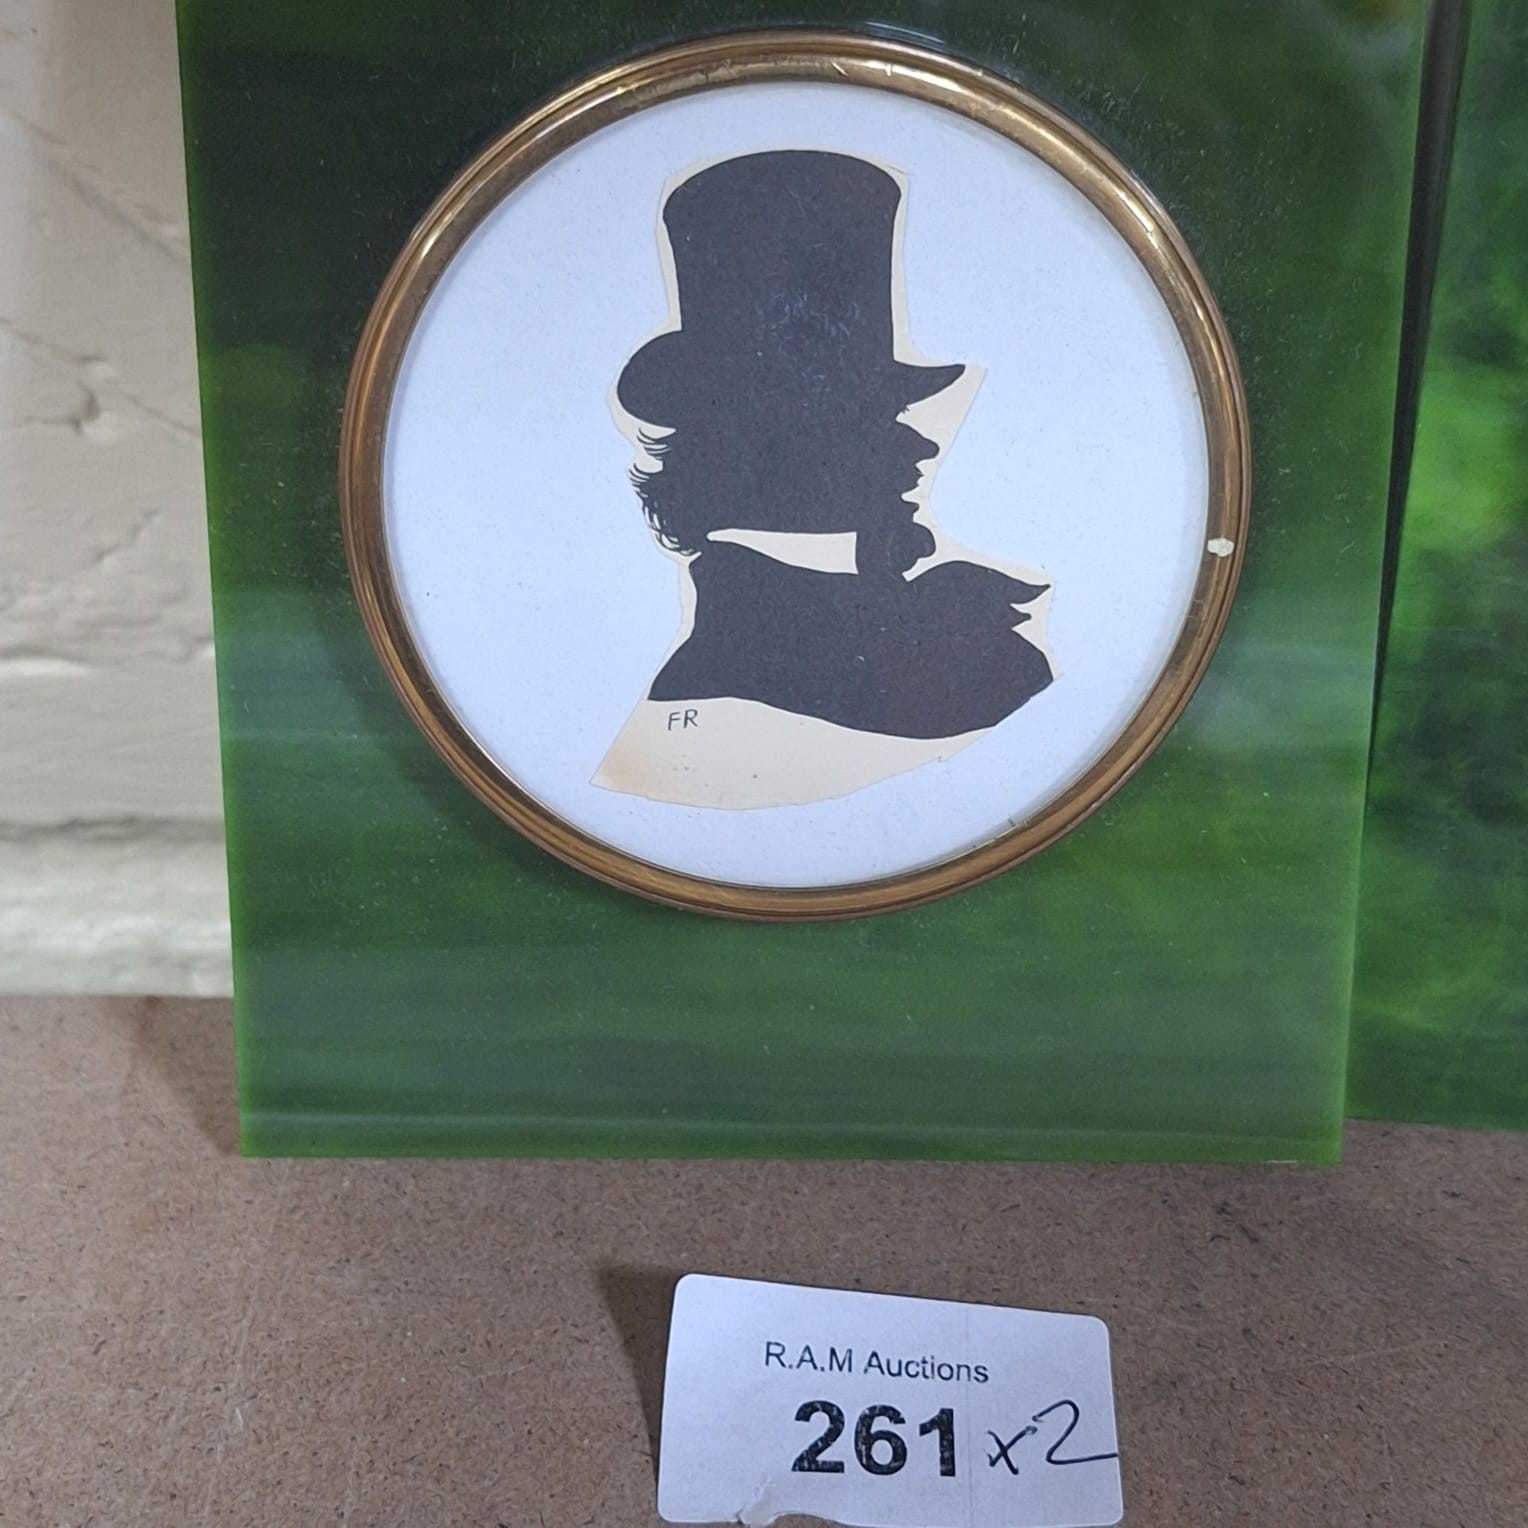 FR
R.A.M Auctions
261 x2